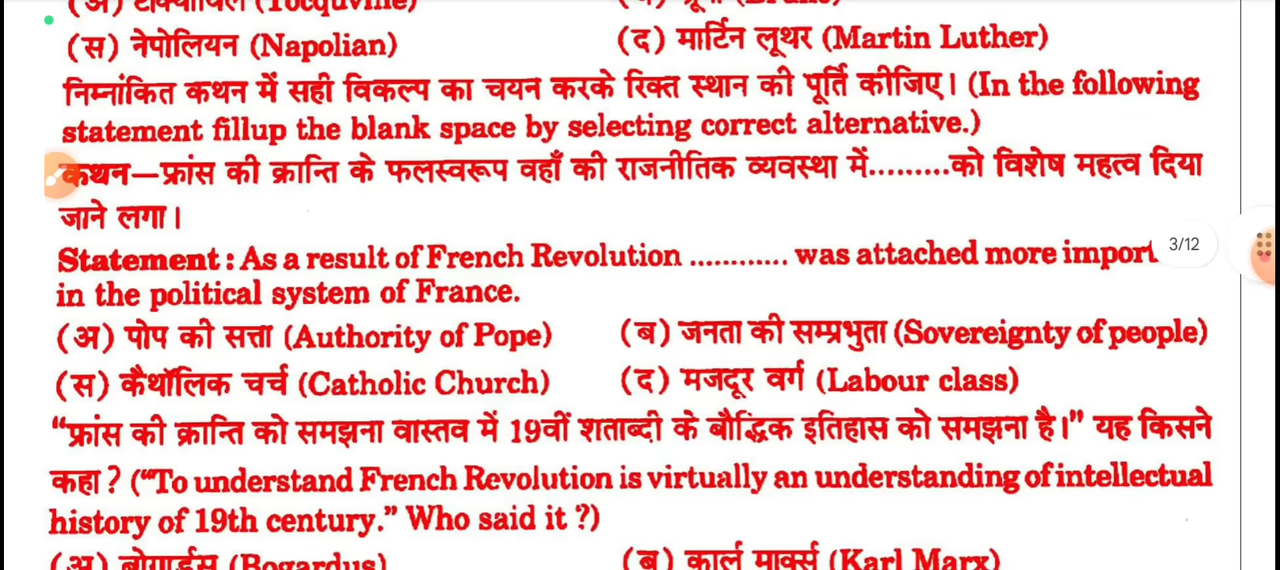 (अ) टाक्यावल (Tocquville)
(स) नेपोलियन (Napolian) (द) मार्टिन लूथर (Martin Luther)
निम्नांकित कथन में सही विकल्प का चयन करके रिक्त स्थान की पूर्ति कीजिए। (In the following
statement fillup the blank space by selecting correct alternative.)
कथन—फ्रांस की क्रान्ति के फलस्वरूप वहाँ की राजनीतिक व्यवस्था में.........को विशेष महत्व दिया
जाने लगा।
3/12
Statement : As a result of French Revolution ............ was attached more import
in the political system of France.
(अ) पोप की सत्ता (Authority of Pope) (ब) जनता की सम्प्रभुता (Sovereignty of people)
(स) कैथॉलिक चर्च (Catholic Church) (द) मजदूर वर्ग (Labour class)
“फ्रांस की क्रान्ति को समझना वास्तव में 19वीं शताब्दी के बौद्धिक इतिहास को समझना है।” यह किसने
कहा ? (“To understand French Revolution is virtually an understanding of intellectual
history of 19th century.” Who said it ?)
(अ) बोगार्डस (Bogardus) (ब) कार्ल मार्क्स (Karl Marx)